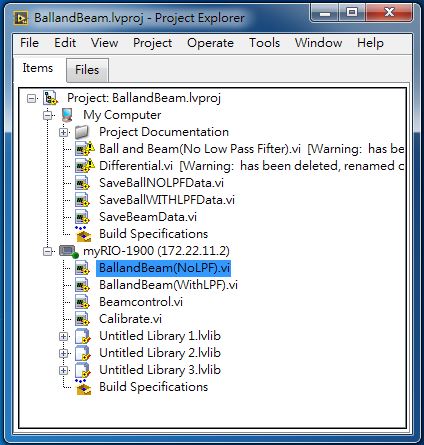 BallandBeam.lvproj - Project Explorer
File Edit View Project Operate Tools Window Help
Items Files
Project: BallandBeam.lvproj
My Computer
Project Documentation
Ball and Beam(No Low Pass Fifter).vi [Warning: has been deleted, renamed c
Differential.vi [Warning: has been deleted, renamed c
SaveBallNOLPFData.vi
SaveBallWITHLPFData.vi
SaveBeamData.vi
Build Specifications
myRIO-1900 (172.22.11.2)
BallandBeam(NoLPF).vi
BallandBeam(WithLPF).vi
Beamcontrol.vi
Calibrate.vi
Untitled Library 1.lvlib
Untitled Library 2.lvlib
Untitled Library 3.lvlib
Build Specifications